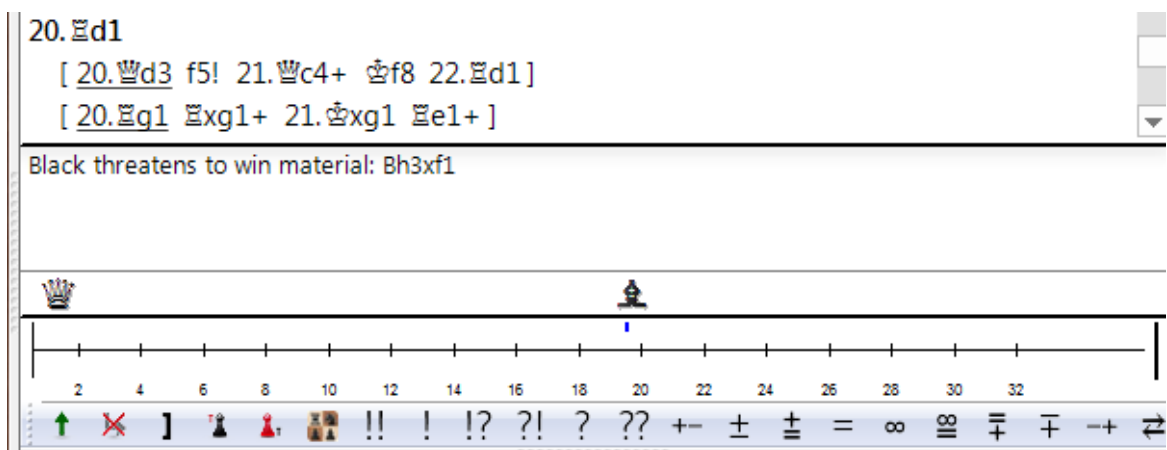 20.♖d1
[ 20.♕d3 f5! 21.♕c4+ ♔f8 22.♖d1 ]
[ 20.♖g1 ♖xg1+ 21.♔xg1 ♖e1+ ]
Black threatens to win material: Bh3xf1
2 4 6 8 10 12 14 16 18 20 22 24 26 28 30 32
] !! ! !? ?! ? ?? +− ± ⩲ = ∞ ⯹ ⩱ ∓ −+ ⇄